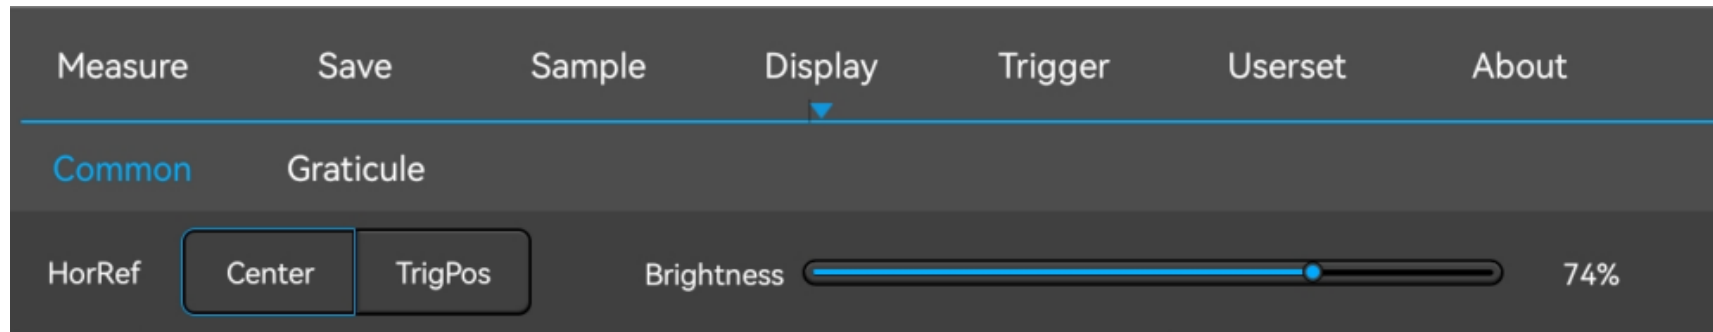 Measure Save Sample Display Trigger Userset About
Common Graticule
HorRef Center TrigPos Brightness 74%